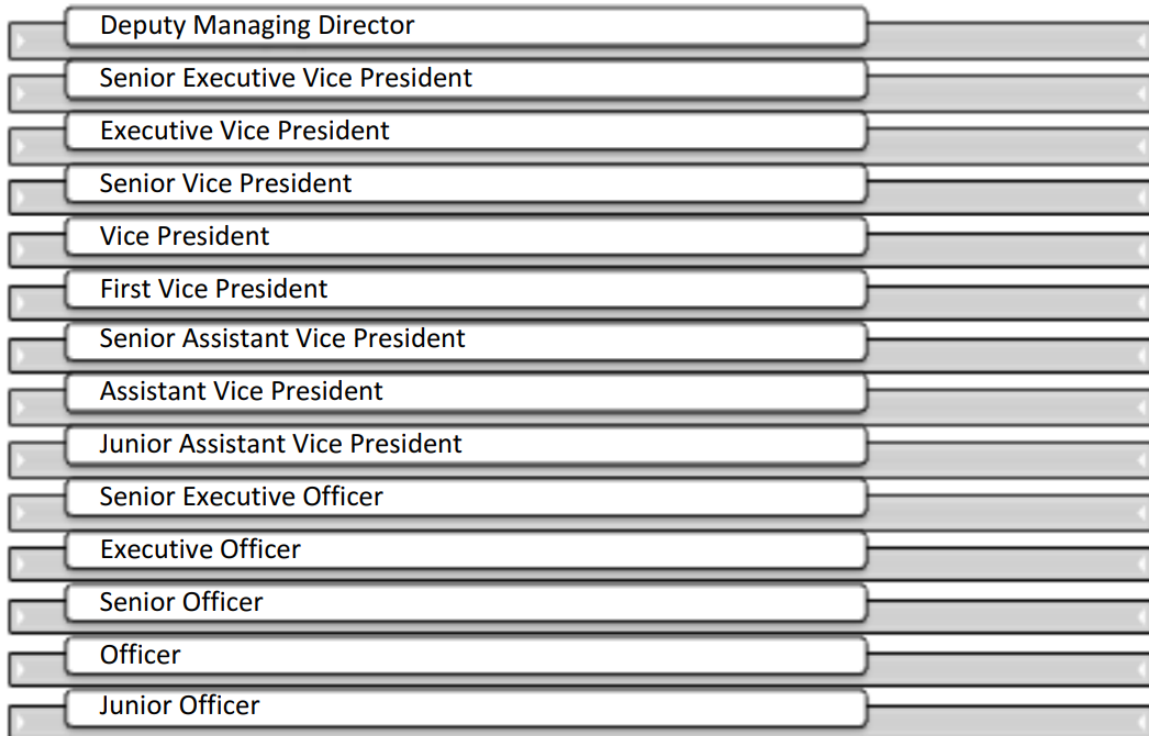 Deputy Managing Director
Senior Executive Vice President
Executive Vice President
Senior Vice President
Vice President
First Vice President
Senior Assistant Vice President
Assistant Vice President
Junior Assistant Vice President
Senior Executive Officer
Executive Officer
Senior Officer
Officer
Junior Officer